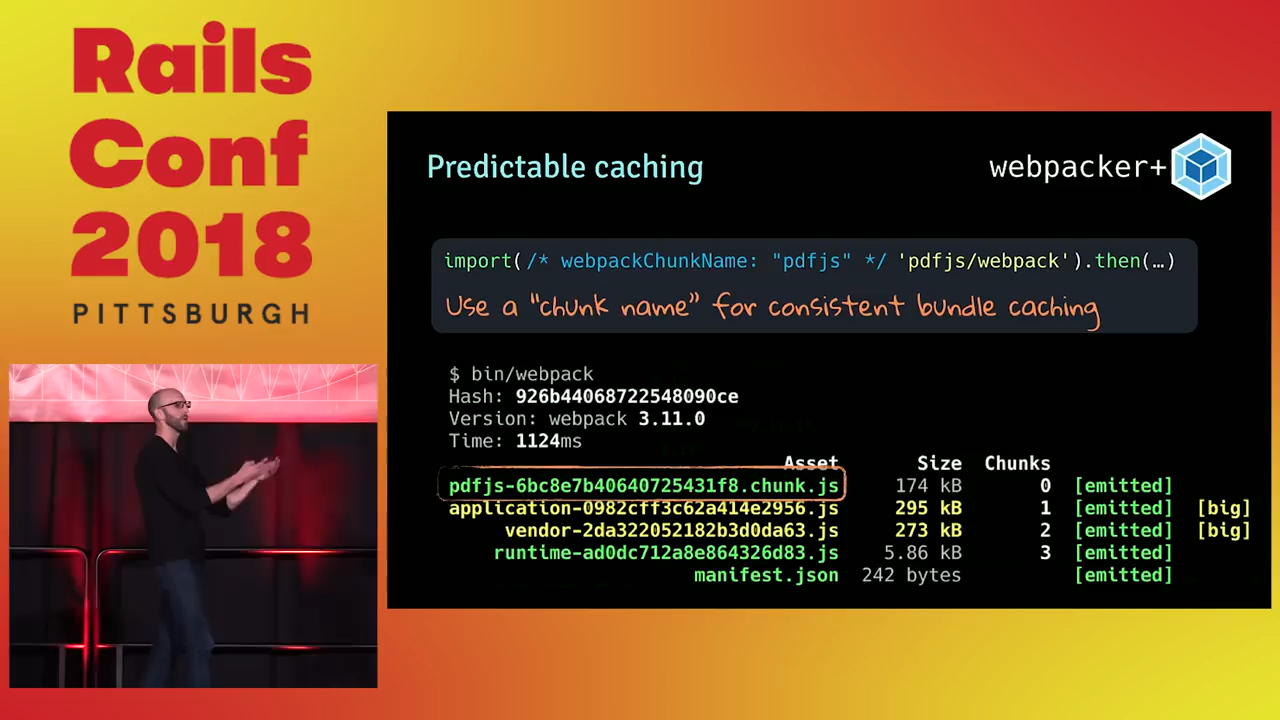 Rails
Conf
2018
PITTSBURGH
Predictable caching
webpacker+
import(/* webpackChunkName: "pdfjs" */ 'pdfjs/webpack').then(…)
Use a "chunk name" for consistent bundle caching
$ bin/webpack
Hash: 926b44068722548090ce
Version: webpack 3.11.0
Time: 1124ms
Asset Size Chunks
pdfjs-6bc8e7b40640725431f8.chunk.js 174 kB 0 [emitted]
application-0982cff3c62a414e2956.js 295 kB 1 [emitted] [big]
vendor-2da322052182b3d0da63.js 273 kB 2 [emitted] [big]
runtime-ad0dc712a8e864326d83.js 5.86 kB 3 [emitted]
manifest.json 242 bytes [emitted]